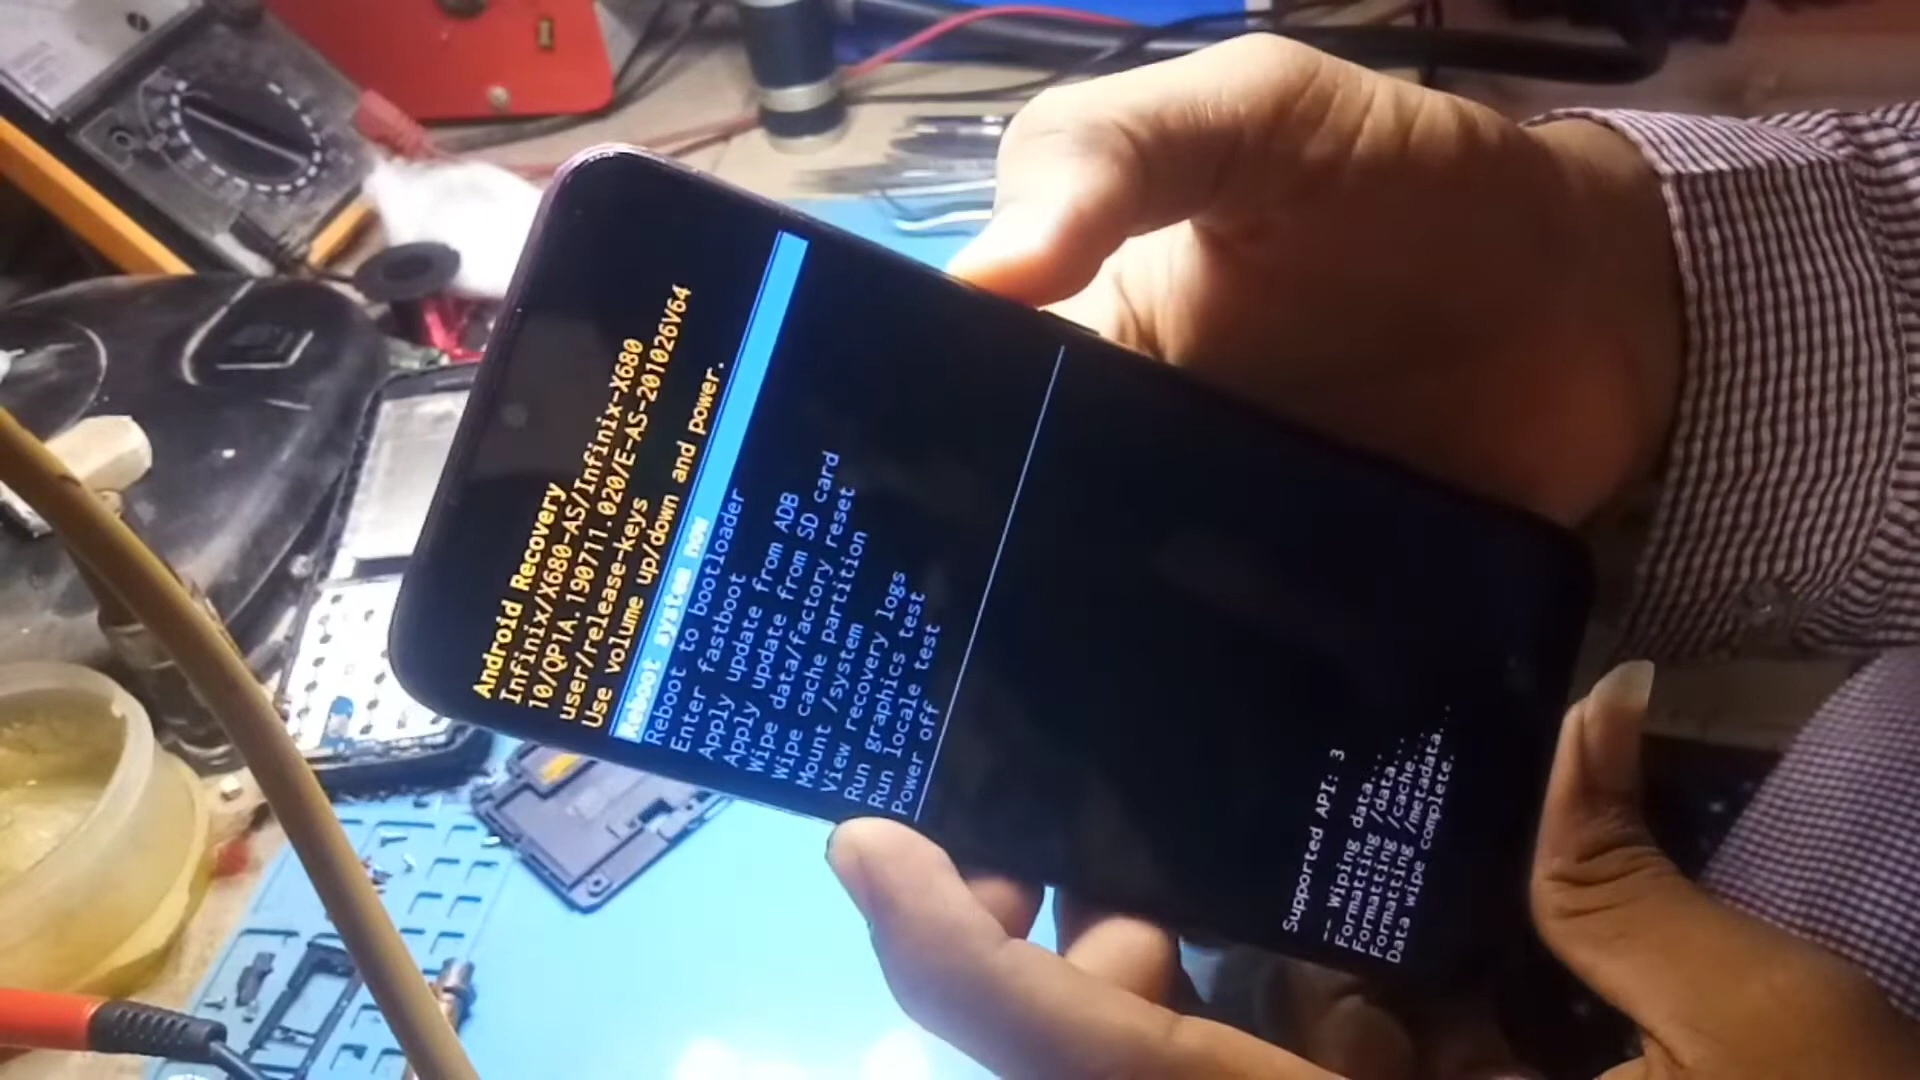 Android Recovery
Infinix/X680-AS/Infinix-X680
10/QP1A.190711.020/E-AS-201026V64
user/release-keys
Use volume up/down and power.
Reboot system now
Reboot to bootloader
Enter fastboot
Apply update from ADB
Apply update from SD card
Wipe data/factory reset
Wipe cache partition
Mount /system
View recovery logs
Run graphics test
Run locale test
Power off
Supported API: 3
-- Wiping data...
Formatting /data...
Formatting /cache...
Formatting /metadata...
Data wipe complete.